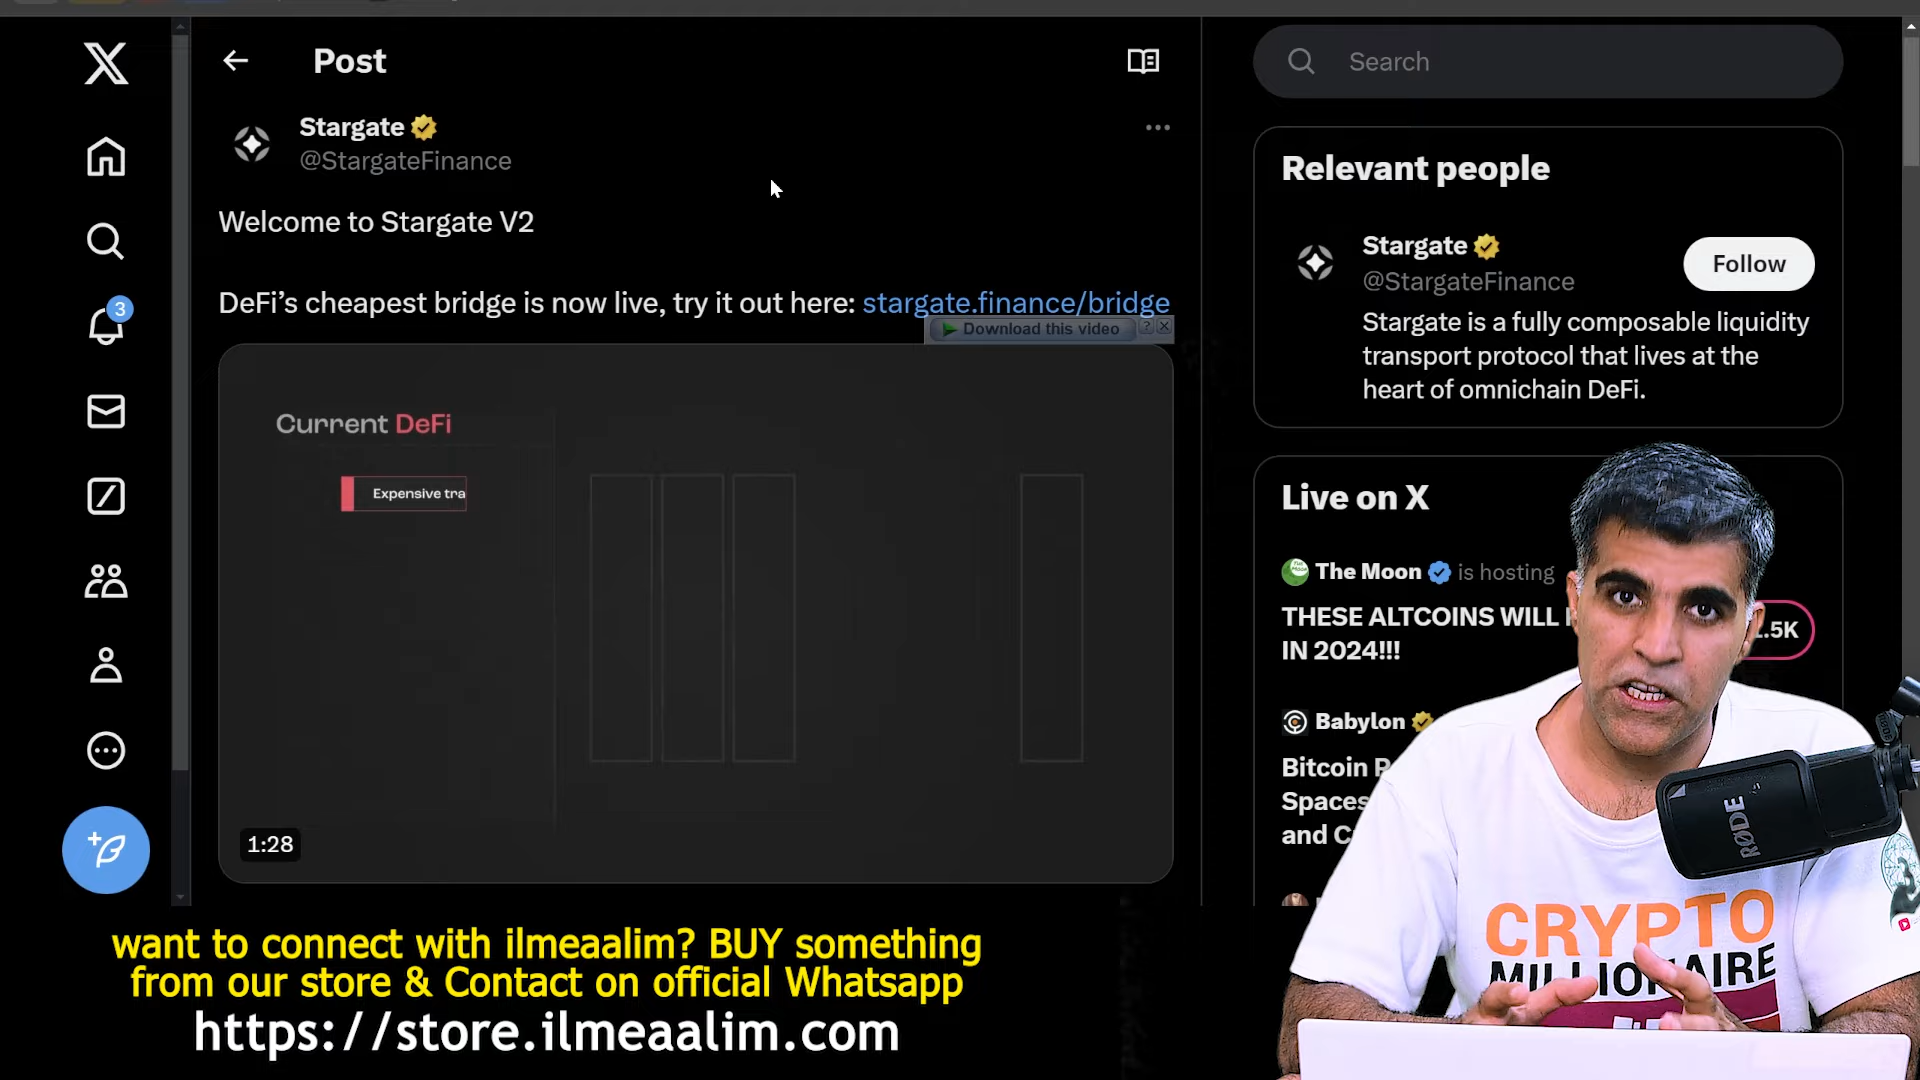 Post
Search
Stargate
@StargateFinance
Welcome to Stargate V2
DeFi’s cheapest bridge is now live, try it out here: stargate.finance/bridge
Download this video
Current DeFi
Expensive tra
1:28
3
Relevant people
Stargate
@StargateFinance
Follow
Stargate is a fully composable liquidity
transport protocol that lives at the
heart of omnichain DeFi.
Live on X
The Moon is hosting
THESE ALTCOINS WILL
IN 2024!!!
.5K
Babylon
Bitcoin
Spaces
and
RØDE
CRYPTO
MILLIONAIRE
want to connect with ilmeaalim? BUY something
from our store & Contact on official Whatsapp
https://store.ilmeaalim.com